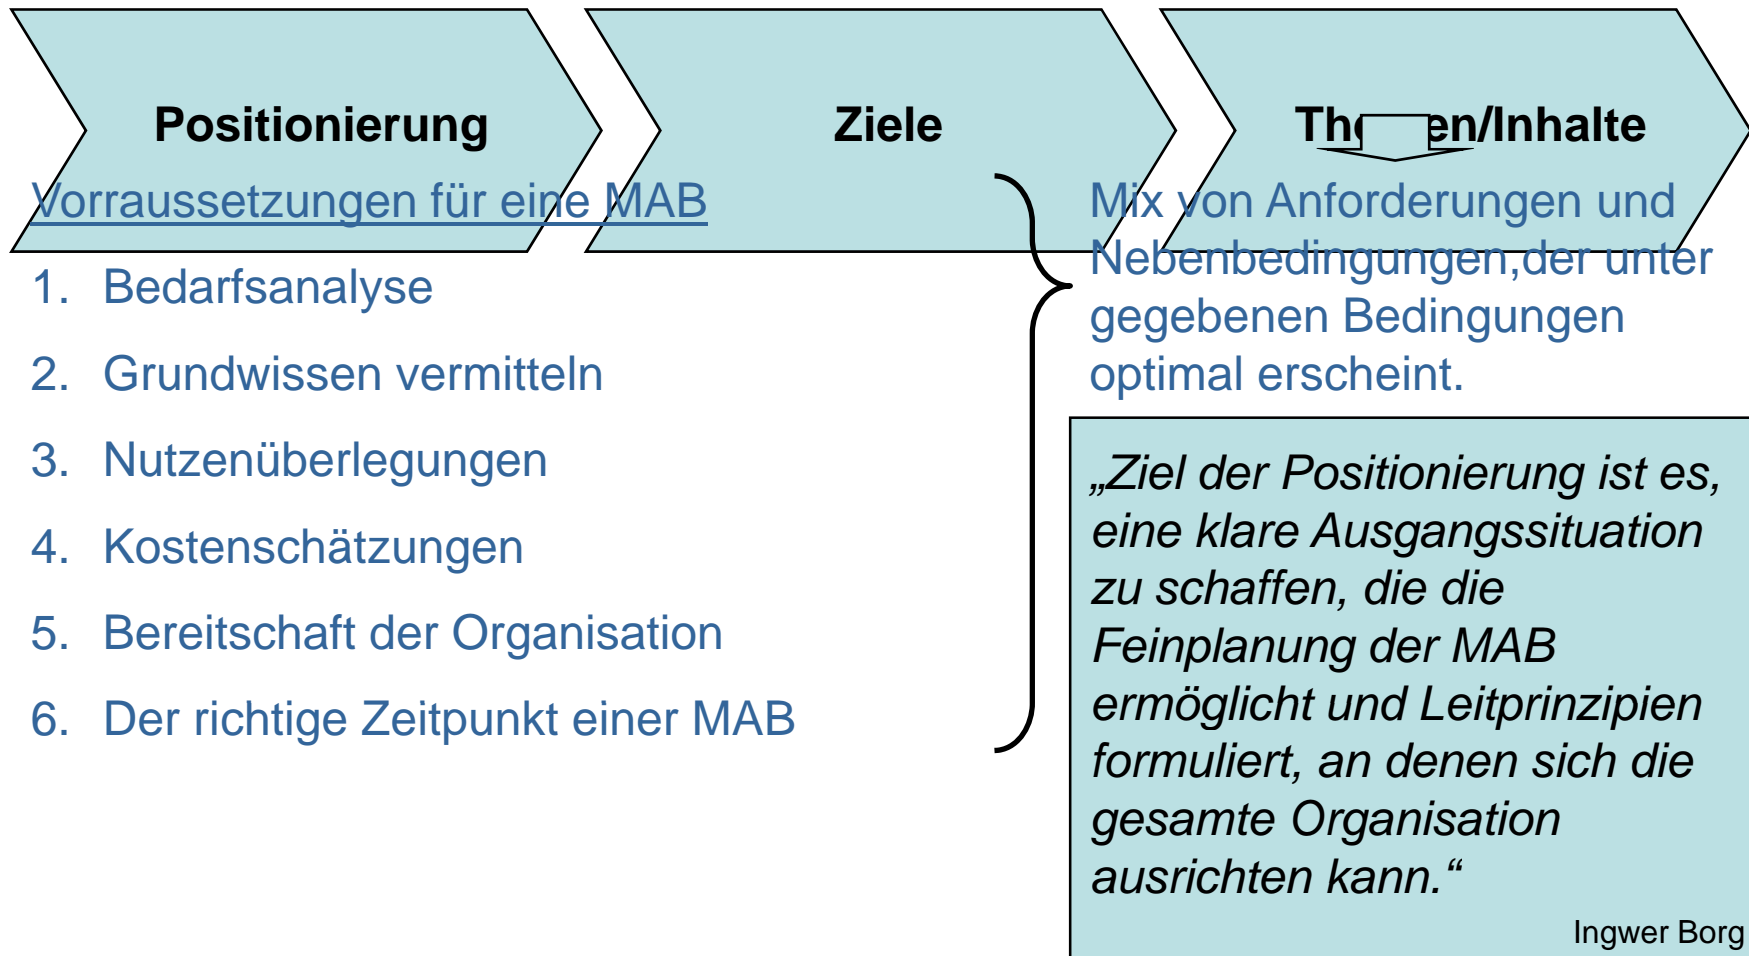 Positionierung
Ziele
Themen/Inhalte
Vorraussetzungen für eine MAB
1. Bedarfsanalyse
2. Grundwissen vermitteln
3. Nutzenüberlegungen
4. Kostenschätzungen
5. Bereitschaft der Organisation
6. Der richtige Zeitpunkt einer MAB
Mix von Anforderungen und
Nebenbedingungen,der unter
gegebenen Bedingungen
optimal erscheint.
„Ziel der Positionierung ist es,
eine klare Ausgangssituation
zu schaffen, die die
Feinplanung der MAB
ermöglicht und Leitprinzipien
formuliert, an denen sich die
gesamte Organisation
ausrichten kann.“
Ingwer Borg